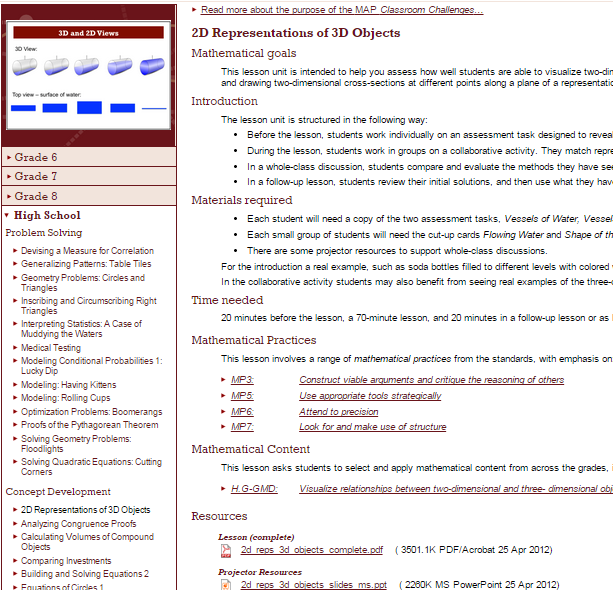 3D and 2D Views
3D View:
Top view – surface of water:
Grade 6
Grade 7
Grade 8
High School
Problem Solving
Devising a Measure for Correlation
Generalizing Patterns: Table Tiles
Geometry Problems: Circles and
Triangles
Inscribing and Circumscribing Right
Triangles
Interpreting Statistics: A Case of
Muddying the Waters
Medical Testing
Modeling Conditional Probabilities 1:
Lucky Dip
Modeling: Having Kittens
Modeling: Rolling Cups
Optimization Problems: Boomerangs
Proofs of the Pythagorean Theorem
Solving Geometry Problems:
Floodlights
Solving Quadratic Equations: Cutting
Corners
Concept Development
2D Representations of 3D Objects
Analyzing Congruence Proofs
Calculating Volumes of Compound
Objects
Comparing Investments
Building and Solving Equations 2
Equations of Circles 1
Read more about the purpose of the MAP Classroom Challenges…
2D Representations of 3D Objects
Mathematical goals
This lesson unit is intended to help you assess how well students are able to visualize
and drawing two-dimensional cross-sections at different points along a plane of a
Introduction
The lesson unit is structured in the following way:
Before the lesson, students work individually on an assessment task designed to
During the lesson, students work in groups on a collaborative activity. They match
In a whole-class discussion, students compare and evaluate the methods they have
In a follow-up lesson, students review their initial solutions, and then use what they
Materials required
Each student will need a copy of the two assessment tasks, Vessels of Water,
Each small group of students will need the cut-up cards Flowing Water and Shape of
There are some projector resources to support whole-class discussions.
For the introduction a real example, such as soda bottles filled to different levels with colored
In the collaborative activity students may also benefit from seeing real examples of the
Time needed
20 minutes before the lesson, a 70-minute lesson, and 20 minutes in a follow-up lesson or as
Mathematical Practices
This lesson involves a range of mathematical practices from the standards, with emphasis on
MP3: Construct viable arguments and critique the reasoning of others
MP5: Use appropriate tools strategically
MP6: Attend to precision
MP7: Look for and make use of structure
Mathematical Content
This lesson asks students to select and apply mathematical content from across the grades,
H.G-GMD: Visualize relationships between two-dimensional and three- dimensional
Resources
Lesson (complete)
2d_reps_3d_objects_complete.pdf ( 3501.1K PDF/Acrobat 25 Apr 2012)
Projector Resources
2d_reps_3d_objects_slides_ms.ppt ( 2260K MS PowerPoint 25 Apr 2012)